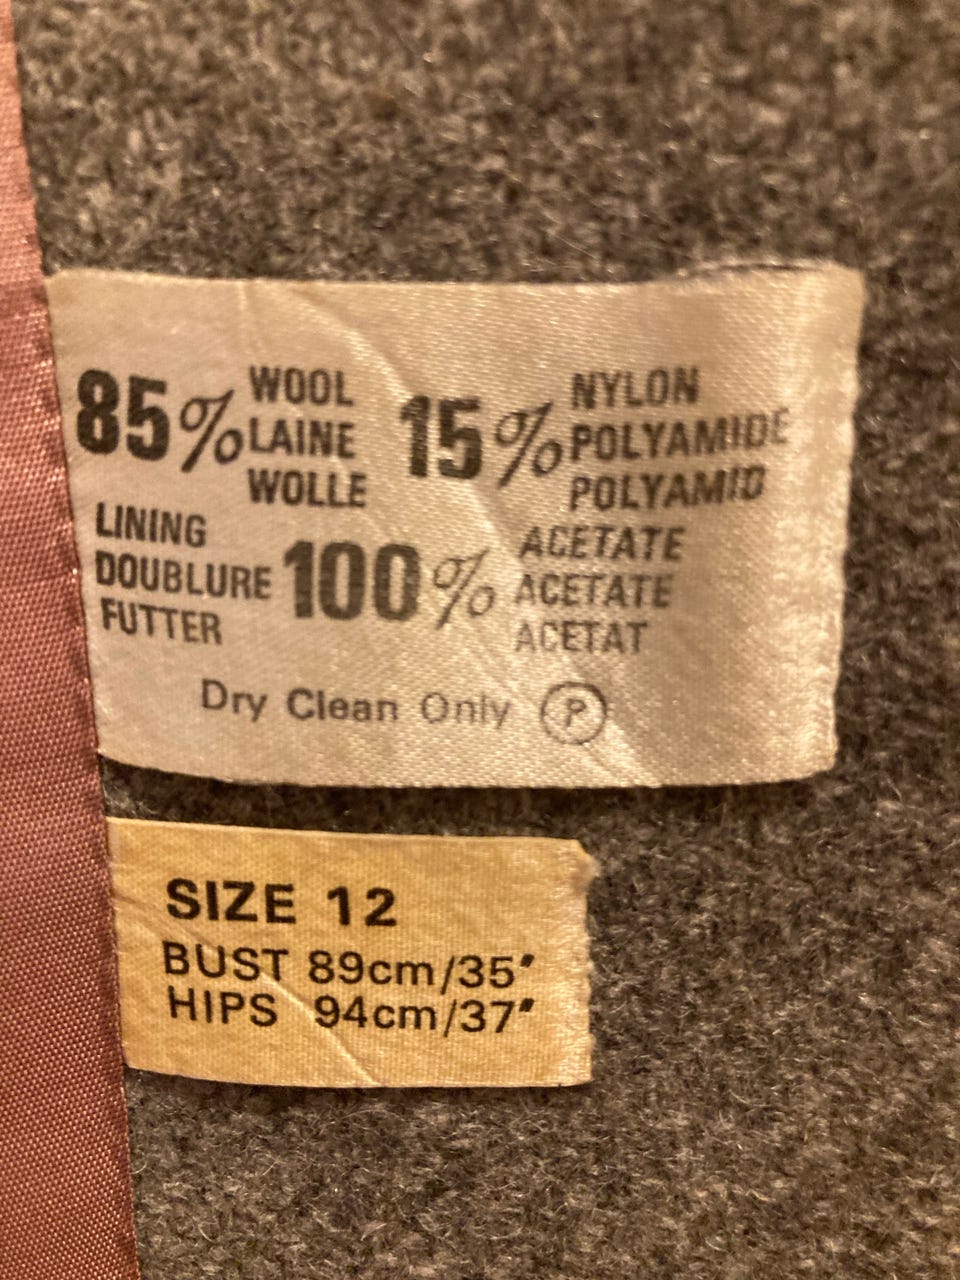 85% WOOL LAINE WOLLE 15% NYLON POLYAMIDE POLYAMID
LINING DOUBLURE FUTTER 100% ACETATE ACETATE ACETAT
Dry Clean Only P
SIZE 12
BUST 89cm/35"
HIPS 94cm/37"